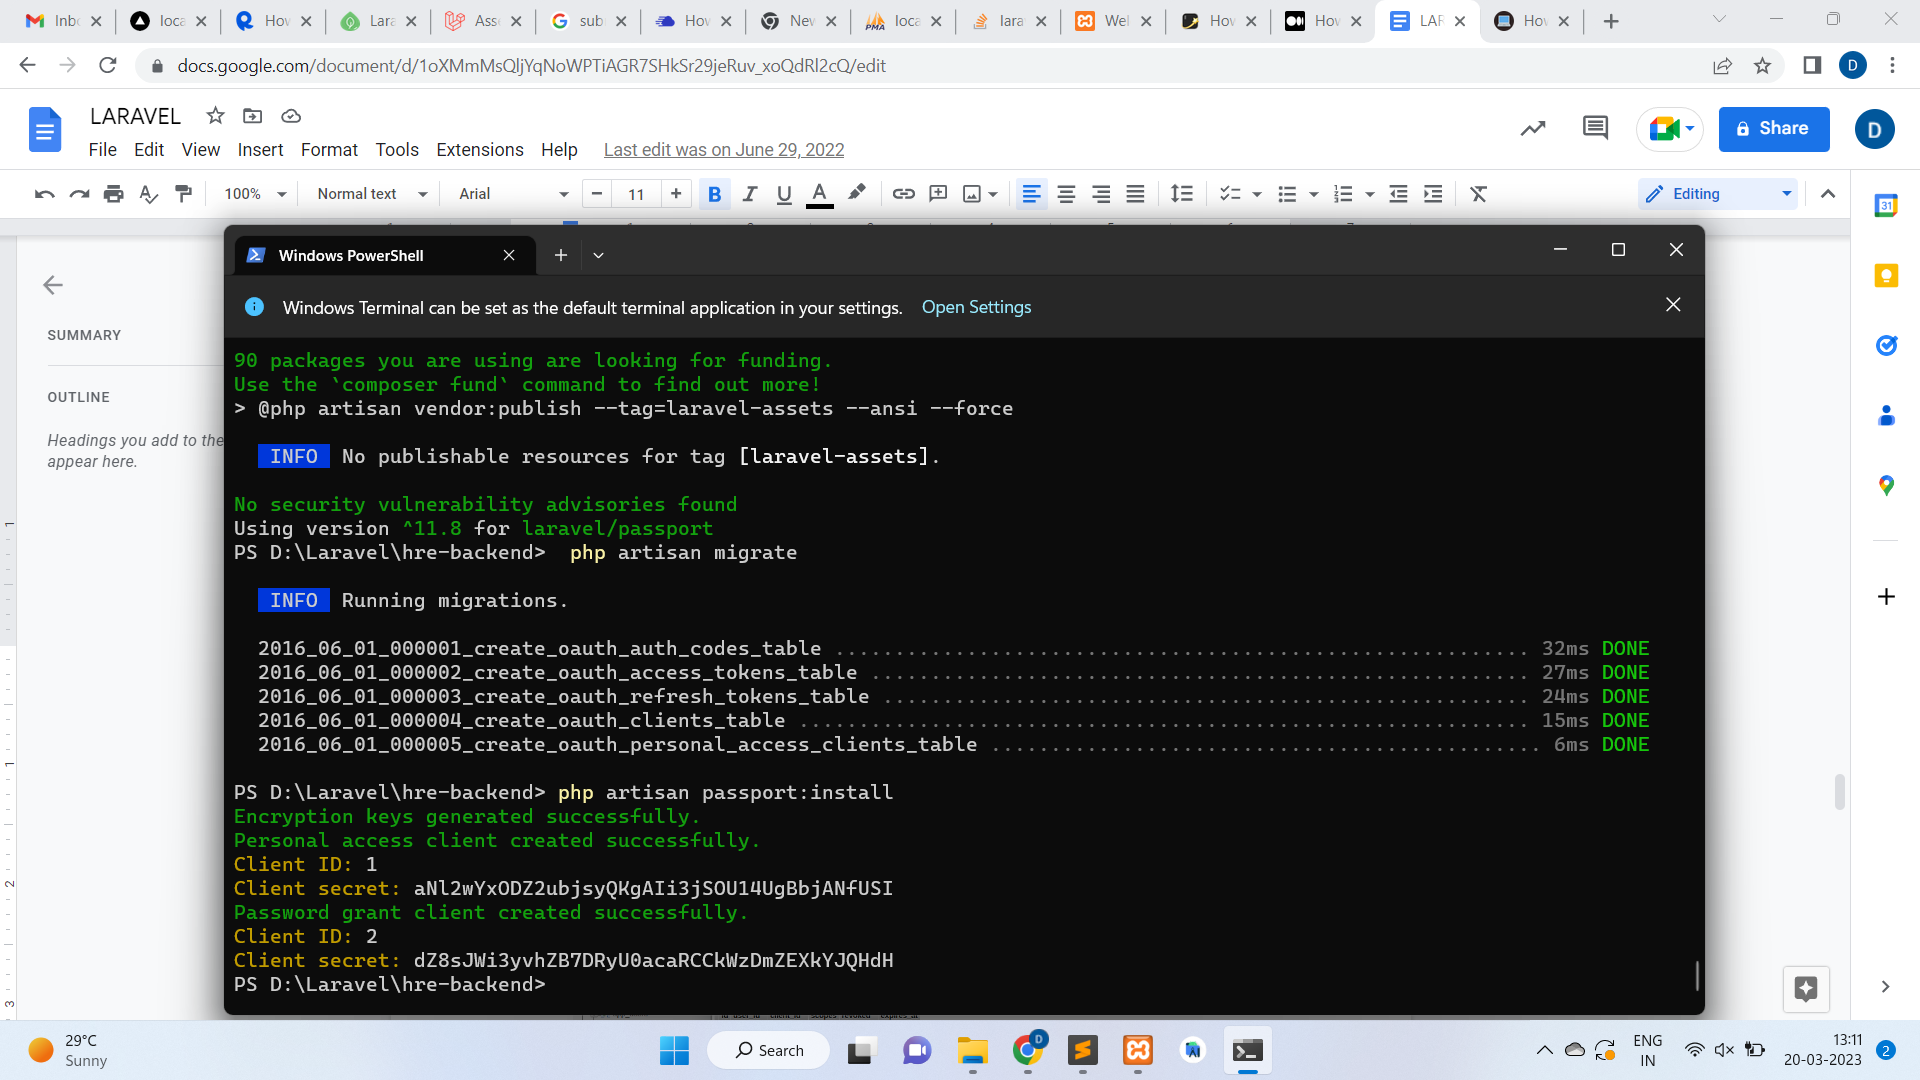 Inb
loca
How
Lara
Ass
sub
How
New
loca
lara
Wel
How
How
LAR
How
docs.google.com/document/d/1oXMmMsQljYqNoWPTiAGR7SHkSr29jeRuv_xoQdRl2cQ/edit
D
LARAVEL
File Edit View Insert Format Tools Extensions Help Last edit was on June 29, 2022
Share
D
100% Normal text Arial 11 Editing
Windows PowerShell
Windows Terminal can be set as the default terminal application in your settings. Open Settings
SUMMARY
OUTLINE
Headings you add to the
appear here.
90 packages you are using are looking for funding.
Use the `composer fund` command to find out more!
> @php artisan vendor:publish --tag=laravel-assets --ansi --force
INFO No publishable resources for tag [laravel-assets].
No security vulnerability advisories found
Using version ^11.8 for laravel/passport
PS D:\Laravel\hre-backend> php artisan migrate
INFO Running migrations.
2016_06_01_000001_create_oauth_auth_codes_table .......................................................... 32ms DONE
2016_06_01_000002_create_oauth_access_tokens_table ....................................................... 27ms DONE
2016_06_01_000003_create_oauth_refresh_tokens_table ...................................................... 24ms DONE
2016_06_01_000004_create_oauth_clients_table ............................................................. 15ms DONE
2016_06_01_000005_create_oauth_personal_access_clients_table .............................................. 6ms DONE
PS D:\Laravel\hre-backend> php artisan passport:install
Encryption keys generated successfully.
Personal access client created successfully.
Client ID: 1
Client secret: aNl2wYxODZ2ubjsyQKgAIi3jSOU14UgBbjANfUSI
Password grant client created successfully.
Client ID: 2
Client secret: dZ8sJWi3yvhZB7DRyU0acaRCCkWzDmZEXkYJQHdH
PS D:\Laravel\hre-backend>
29°C
Sunny
Search
ENG
IN
13:11
20-03-2023
2